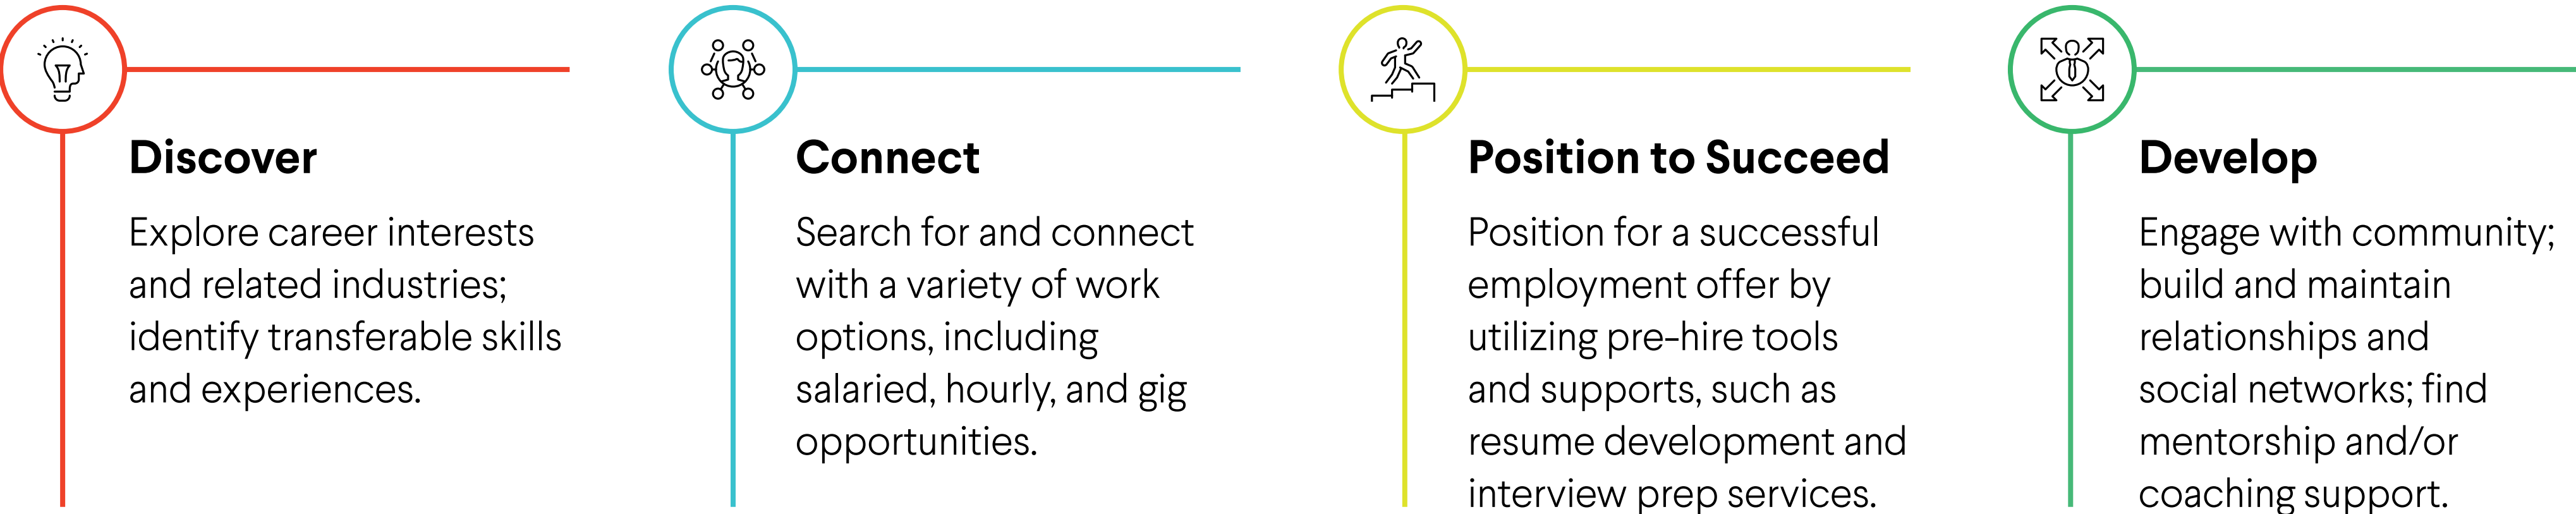 Discover
Explore career interests
and related industries;
identify transferable skills
and experiences.
Connect
Search for and connect
with a variety of work
options, including
salaried, hourly, and gig
opportunities.
Position to Succeed
Position for a successful
employment offer by
utilizing pre-hire tools
and supports, such as
resume development and
interview prep services.
Develop
Engage with community;
build and maintain
relationships and
social networks; find
mentorship and/or
coaching support.